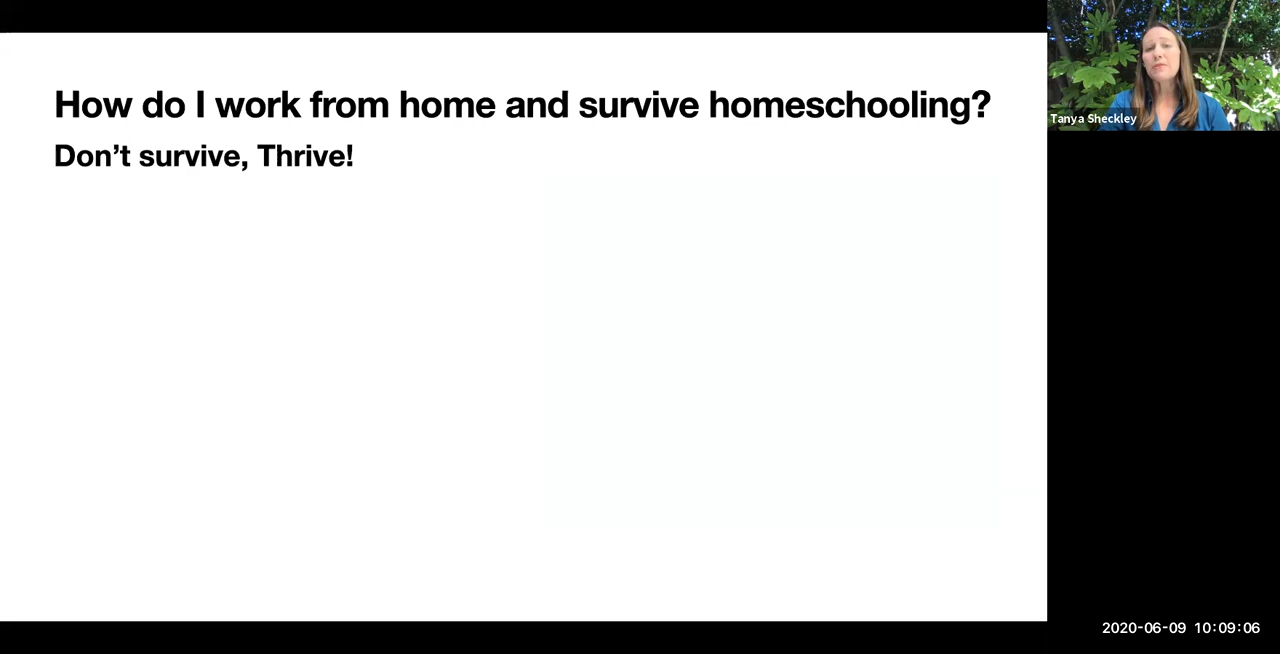 How do I work from home and survive homeschooling?
Don’t survive, Thrive!
Tanya Sheckley
2020-06-09 10:09:06